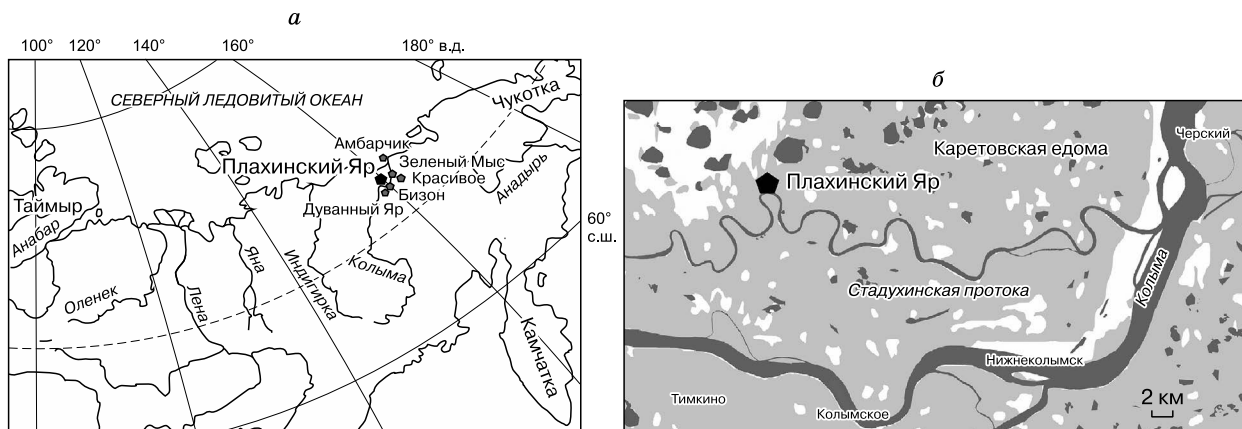 а
100° 120° 140° 160° 180° в.д.
СЕВЕРНЫЙ ЛЕДОВИТЫЙ ОКЕАН
Чукотка
Амбарчик
Плахинский Яр
Зеленый Мыс
Красивое
Бизон
Дуванный Яр
Анадырь
Таймыр
Анабар
60°
с.ш.
Оленек
Лена
Яна
Индигирка
Колыма
Камчатка
б
Черский
Каретовская едома
Плахинский Яр
Стадухинская протока
Колыма
Нижнеколымск
Тимкино
Колымское
2 км